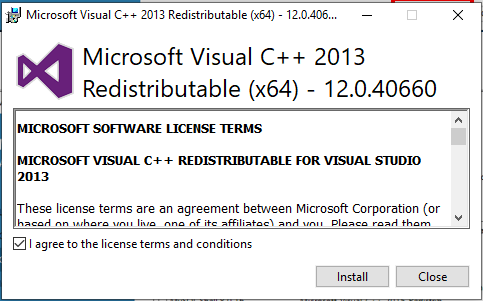 Microsoft Visual C++ 2013 Redistributable (x64) - 12.0.406...
Microsoft Visual C++ 2013
Redistributable (x64) - 12.0.40660
MICROSOFT SOFTWARE LICENSE TERMS
MICROSOFT VISUAL C++ REDISTRIBUTABLE FOR VISUAL STUDIO
2013
These license terms are an agreement between Microsoft Corporation (or
based on where you live, one of its affiliates) and you. Please read them
I agree to the license terms and conditions
Install Close